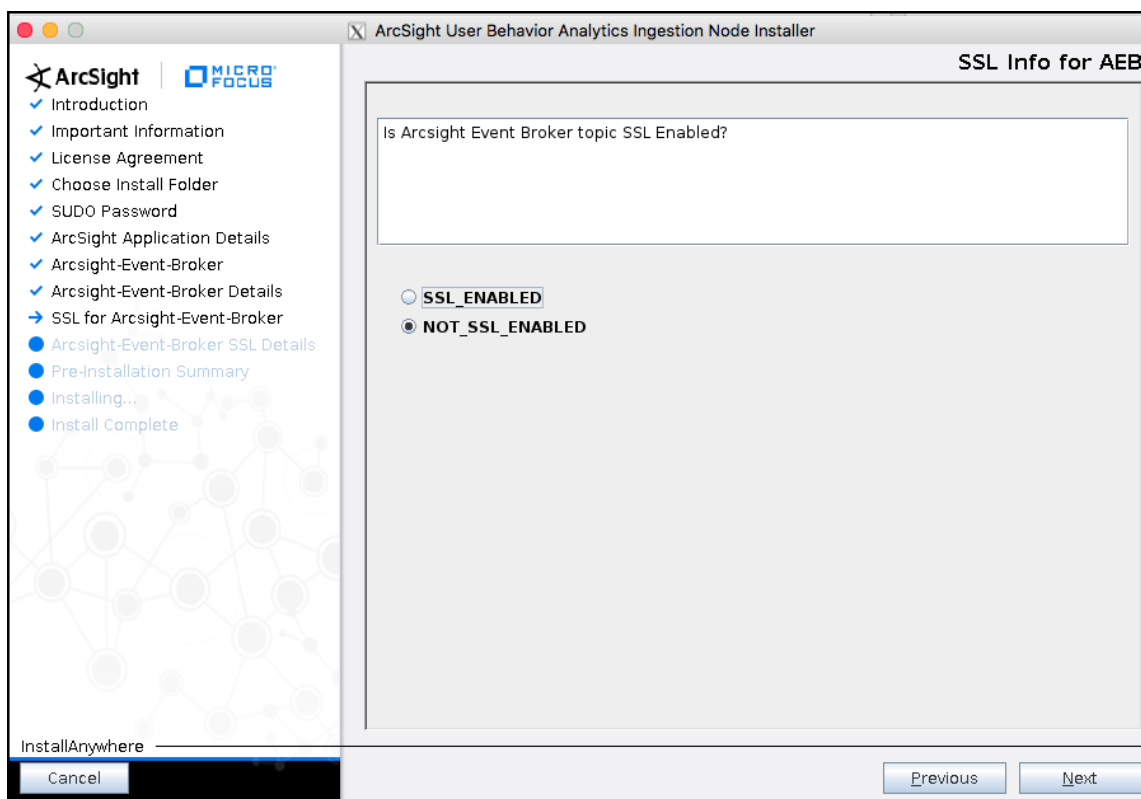 ArcSight User Behavior Analytics Ingestion Node Installer
ArcSight
MICRO FOCUS
Introduction
Important Information
License Agreement
Choose Install Folder
SUDO Password
ArcSight Application Details
Arcsight-Event-Broker
Arcsight-Event-Broker Details
SSL for Arcsight-Event-Broker
Arcsight-Event-Broker SSL Details
Pre-Installation Summary
Installing...
Install Complete
SSL Info for AEB
Is Arcsight Event Broker topic SSL Enabled?
SSL_ENABLED
NOT_SSL_ENABLED
InstallAnywhere
Cancel
Previous
Next